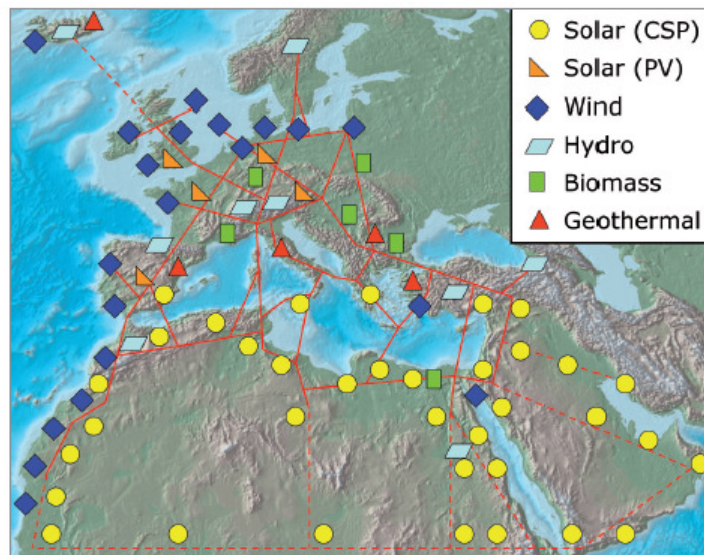 Solar (CSP)
Solar (PV)
Wind
Hydro
Biomass
Geothermal